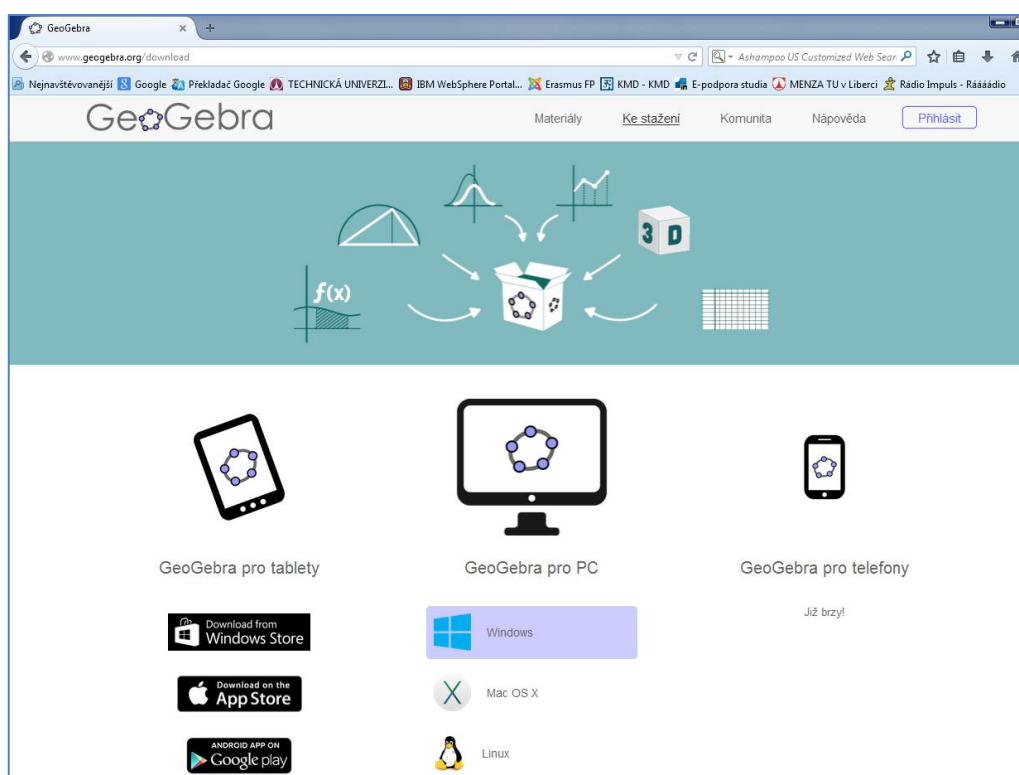 GeoGebra
www.geogebra.org/download
Ashampoo US Customized Web Sear
Nejnavštěvovanější Google Překladač Google TECHNICKÁ UNIVERZI... IBM WebSphere Portal... Erasmus FP KMD - KMD E-podpora studia MENZA TU v Liberci Rádio Impuls - Ráááádio
GeoGebra Materiály Ke stažení Komunita Nápověda Přihlásit
3 D
f(x)
GeoGebra pro tablety
GeoGebra pro PC
GeoGebra pro telefony
Download from
Windows Store
Download on the
App Store
ANDROID APP ON
Google play
Windows
Mac OS X
Linux
Již brzy!